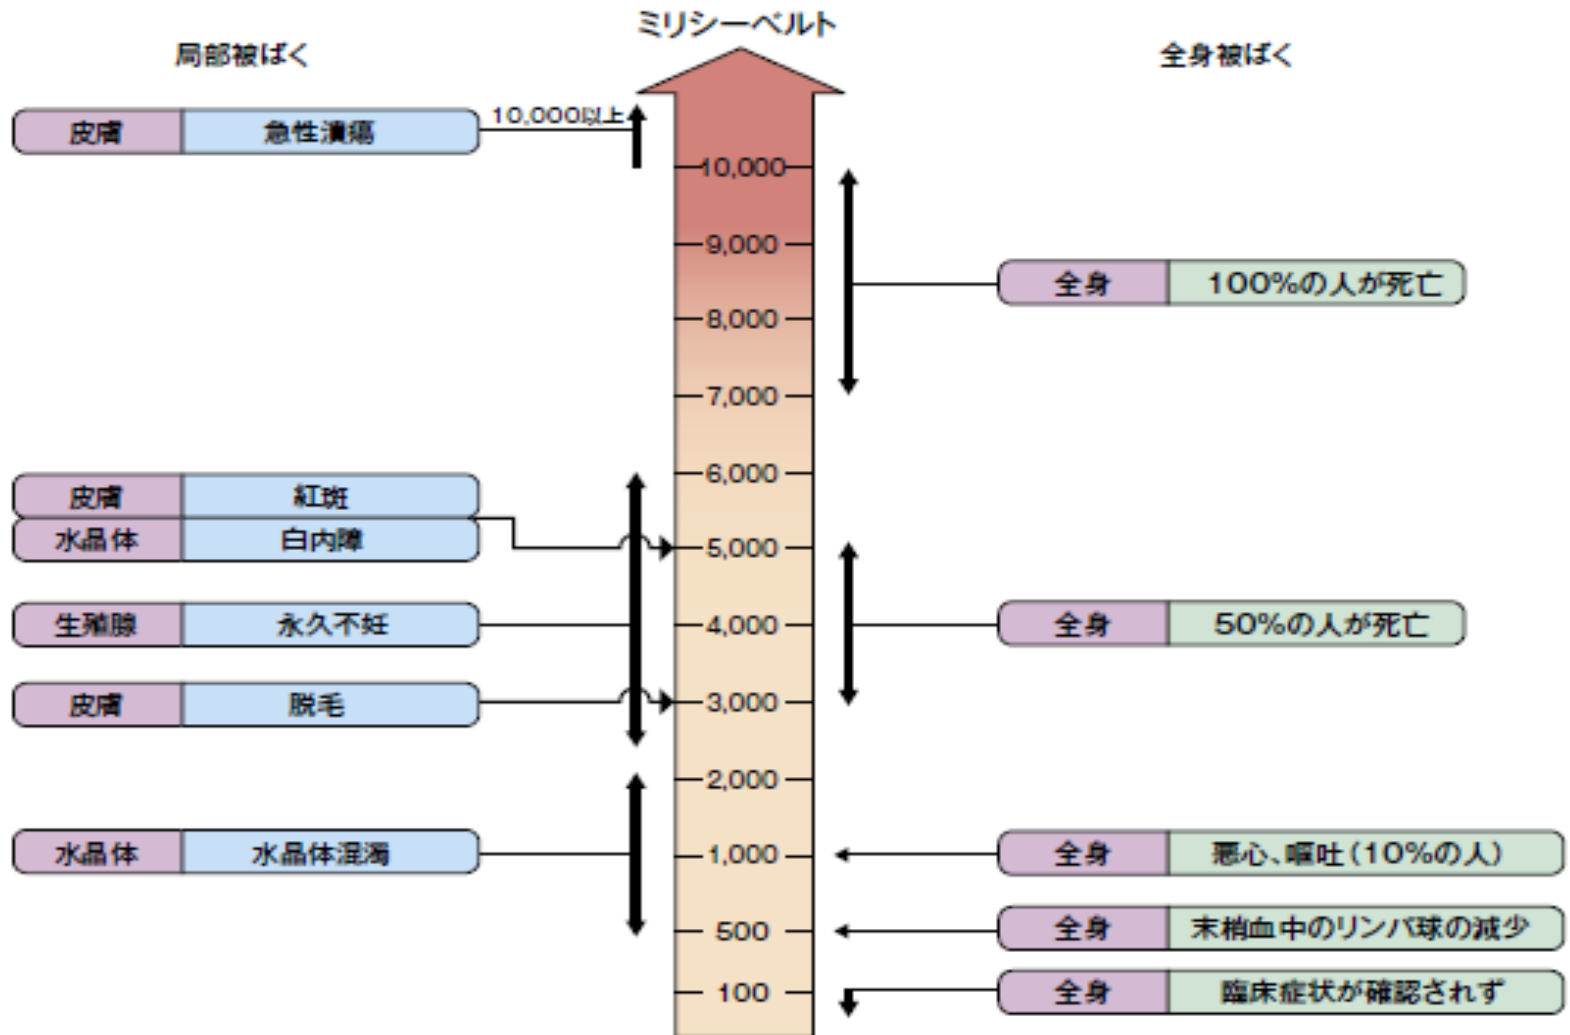 ミリシーベルト
局部被ばく
全身被ばく
皮膚 急性潰瘍 10,000以上
10,000
9,000
全身 100%の人が死亡
8,000
7,000
6,000
皮膚 紅斑
水晶体 白内障
5,000
生殖腺 永久不妊
4,000
全身 50%の人が死亡
皮膚 脱毛
3,000
2,000
水晶体 水晶体混濁
1,000
全身 悪心、嘔吐(10%の人)
500
全身 末梢血中のリンパ球の減少
100
全身 臨床症状が確認されず